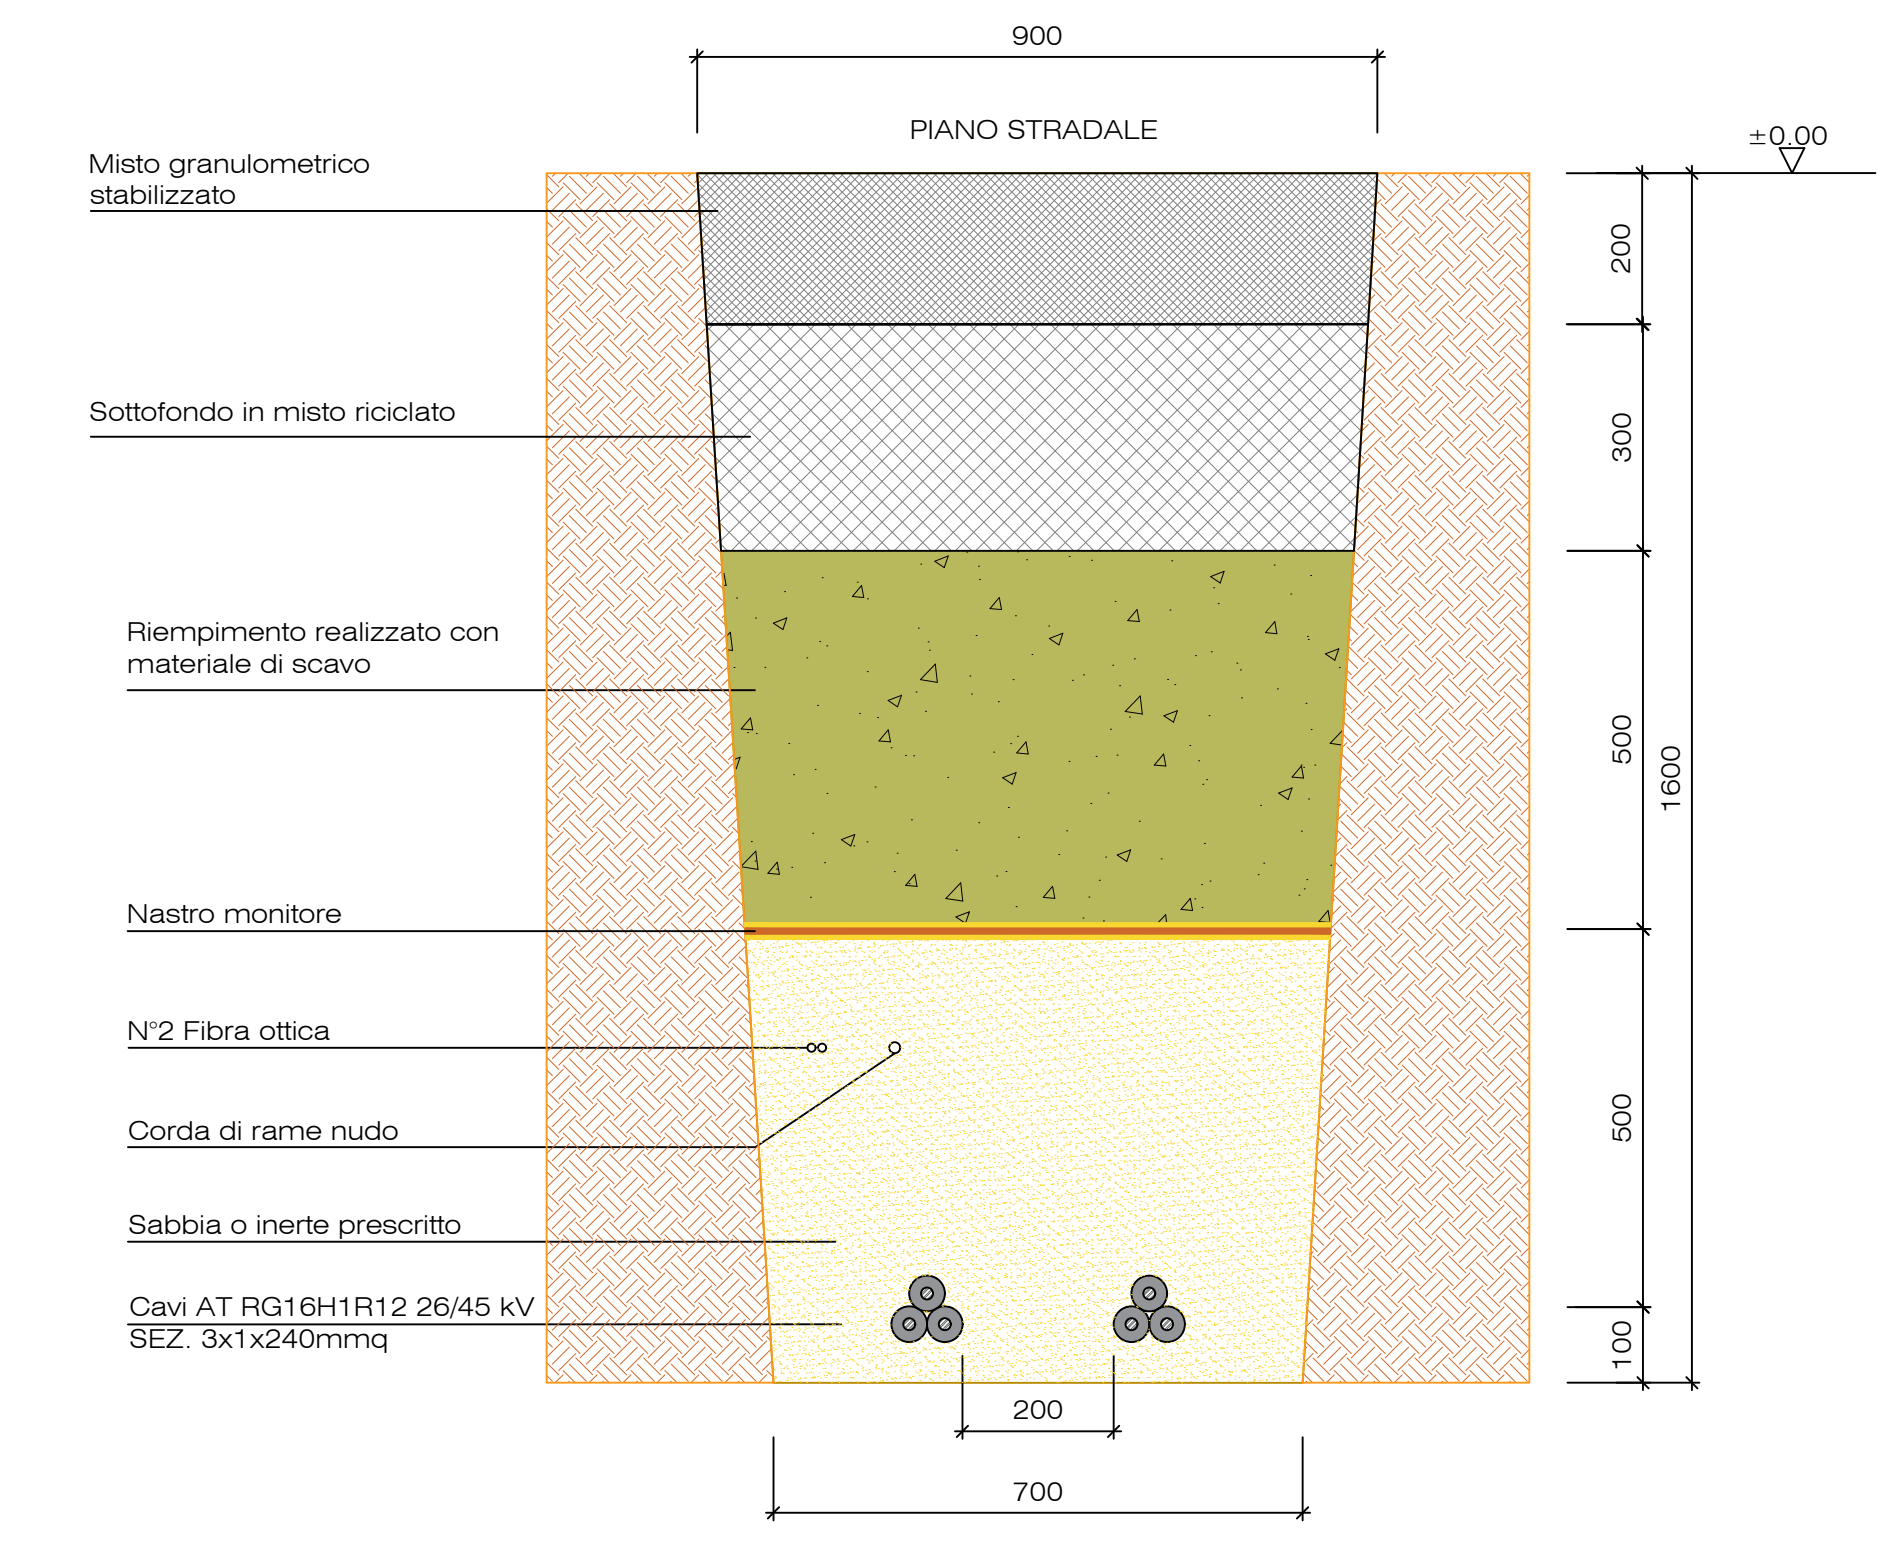 900
PIANO STRADALE
±0.00
Misto granulometrico
stabilizzato
200
Sottofondo in misto riciclato
300
Riempimento realizzato con
materiale di scavo
500
1600
Nastro monitore
N°2 Fibra ottica
Corda di rame nudo
500
Sabbia o inerte prescritto
Cavi AT RG16H1R12 26/45 kV
SEZ. 3x1x240mmq
100
200
700